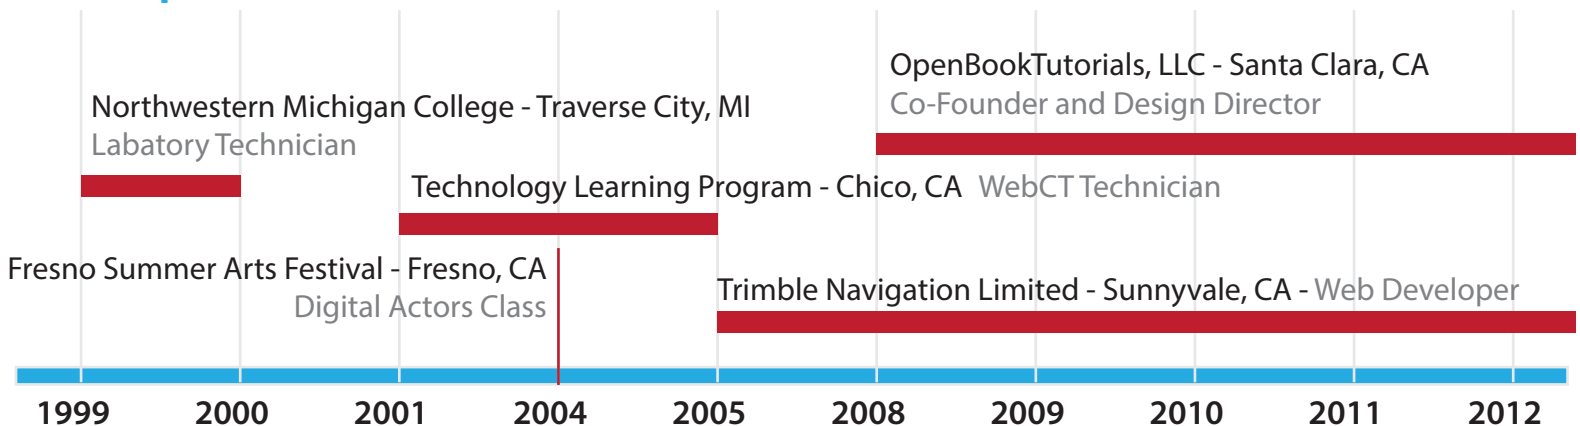 OpenBookTutorials, LLC - Santa Clara, CA
Co-Founder and Design Director
Northwestern Michigan College - Traverse City, MI
Labatory Technician
Technology Learning Program - Chico, CA WebCT Technician
Fresno Summer Arts Festival - Fresno, CA
Digital Actors Class
Trimble Navigation Limited - Sunnyvale, CA - Web Developer
1999 2000 2001 2004 2005 2008 2009 2010 2011 2012